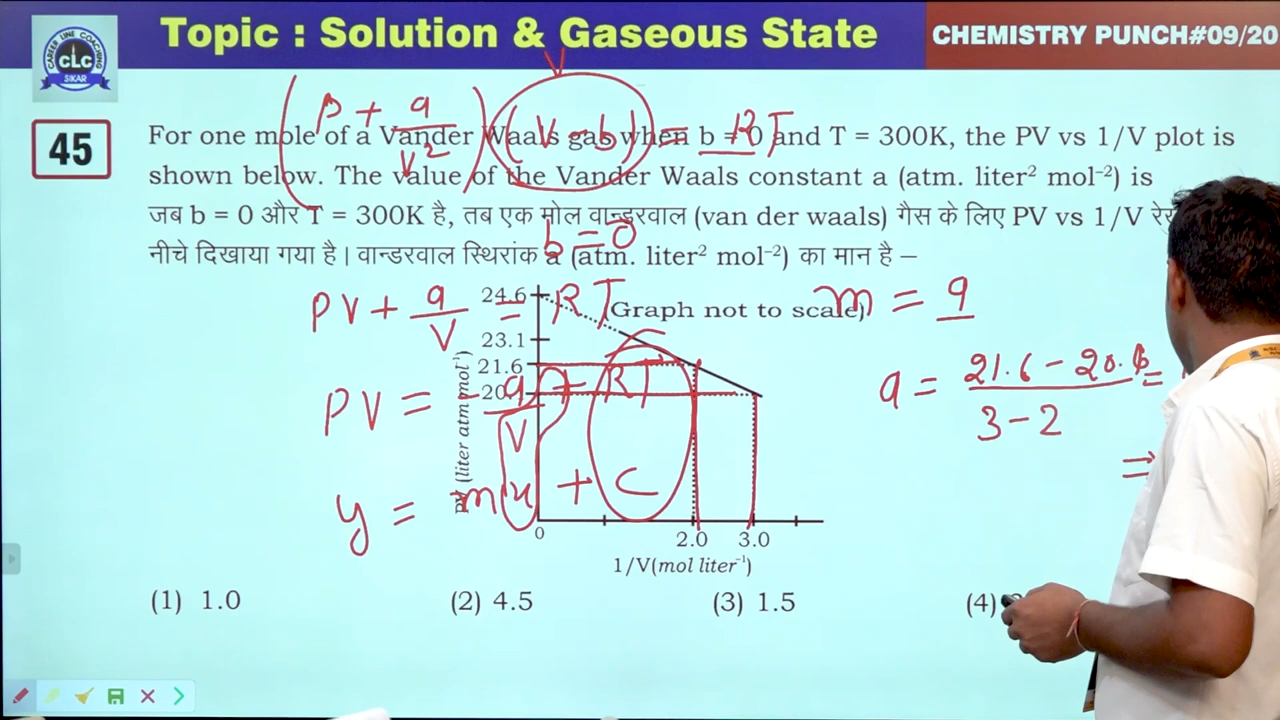 Topic : Solution & Gaseous State
CHEMISTRY PUNCH#09/20
CAREER LINE COACHING
CLC
SIKAR
45
For one mole of a Vander Waals gas when b = 0 and T = 300K, the PV vs 1/V plot is
shown below. The value of the Vander Waals constant a (atm. liter² mol⁻²) is
जब b = 0 और T = 300K है, तब एक मोल वान्डरवाल (van der waals) गैस के लिए PV vs 1/V
नीचे दिखाया गया है। वान्डरवाल स्थिरांक a (atm. liter² mol⁻²) का मान है –
(P + a/V²) (V - b) = RT
V
b = 0
PV + a/V = RT
PV = - a/V + RT
y = m x + C
m = a
a = 21.6 - 20. / 3 - 2 =
⇒
(Graph not to scale)
24.6
23.1
21.6
20.
PV (liter atm mol⁻¹)
0
2.0 3.0
1/V(mol liter⁻¹)
(1) 1.0 (2) 4.5 (3) 1.5 (4)